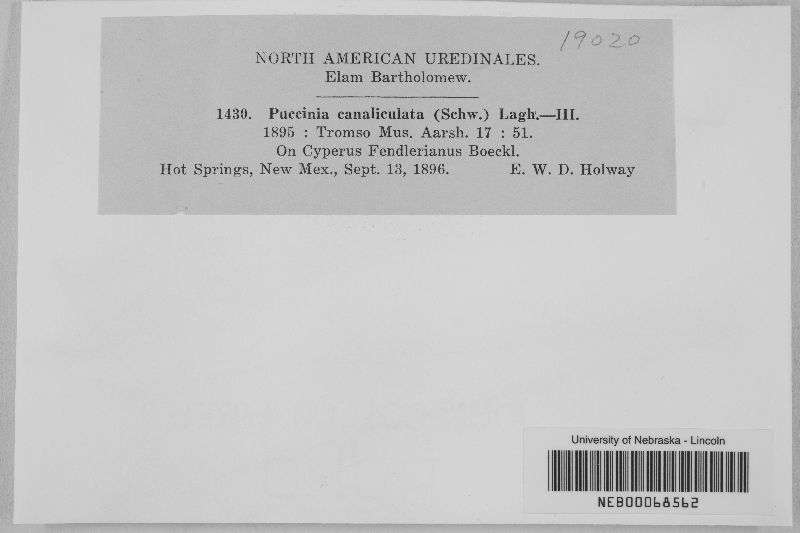 19020
NORTH AMERICAN UREDINALES.
Elam Bartholomew.
1430. Puccinia canaliculata (Schw.) Lagh.—III.
1895 : Tromso Mus. Aarsh. 17 : 51.
On Cyperus Fendlerianus Boeckl.
Hot Springs, New Mex., Sept. 13, 1896. E. W. D. Holway
University of Nebraska - Lincoln
NEB00068562